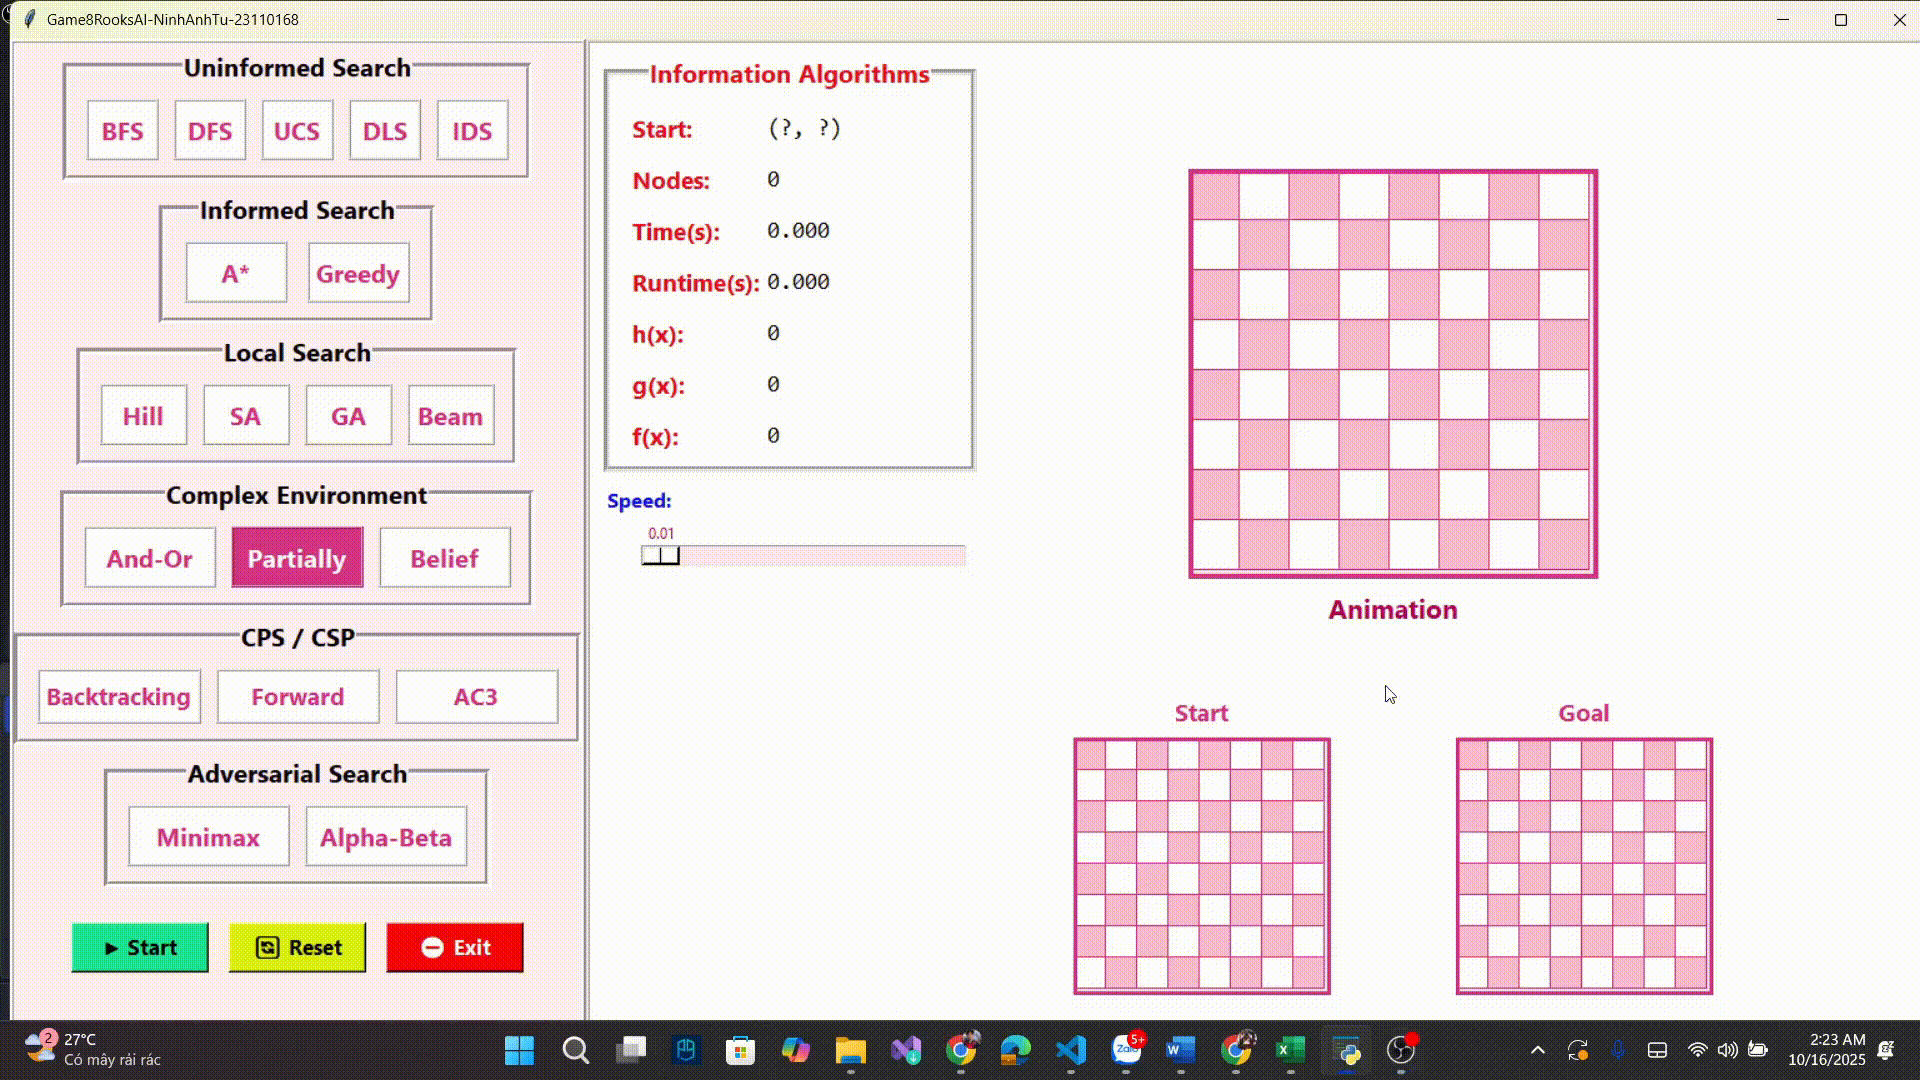 Game8RooksAI-NinhAnhTu-23110168
Uninformed Search
BFS DFS UCS DLS IDS
Informed Search
A* Greedy
Local Search
Hill SA GA Beam
Complex Environment
And-Or Partially Belief
CPS / CSP
Backtracking Forward AC3
Adversarial Search
Minimax Alpha-Beta
Start Reset Exit
Information Algorithms
Start: (?, ?)
Nodes: 0
Time(s): 0.000
Runtime(s): 0.000
h(x): 0
g(x): 0
f(x): 0
Speed:
0.01
Animation
Start Goal
2
27°C
Có mây rải rác
Zalo
5+
2:23 AM
10/16/2025